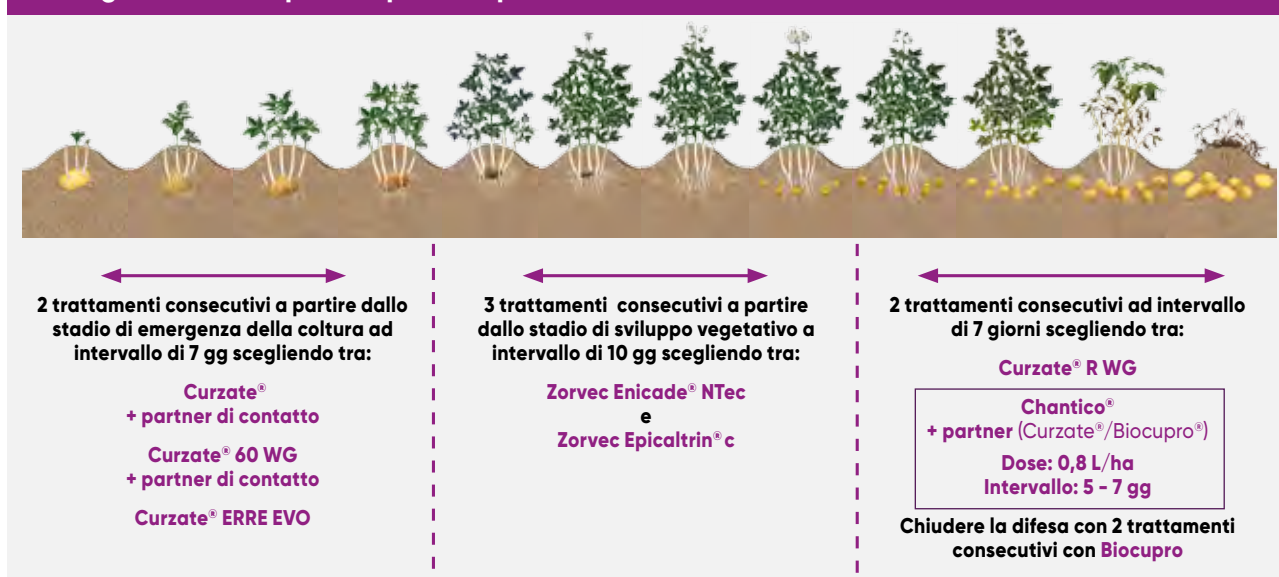 2 trattamenti consecutivi a partire dallo
stadio di emergenza della coltura ad
intervallo di 7 gg scegliendo tra:
Curzate®
+ partner di contatto
Curzate® 60 WG
+ partner di contatto
Curzate® ERRE EVO
3 trattamenti consecutivi a partire
dallo stadio di sviluppo vegetativo a
intervallo di 10 gg scegliendo tra:
Zorvec Enicade® NTec
e
Zorvec Epicaltrin® c
2 trattamenti consecutivi ad intervallo
di 7 giorni scegliendo tra:
Curzate® R WG
Chantico®
+ partner (Curzate®/Biocupro®)
Dose: 0,8 L/ha
Intervallo: 5 - 7 gg
Chiudere la difesa con 2 trattamenti
consecutivi con Biocupro